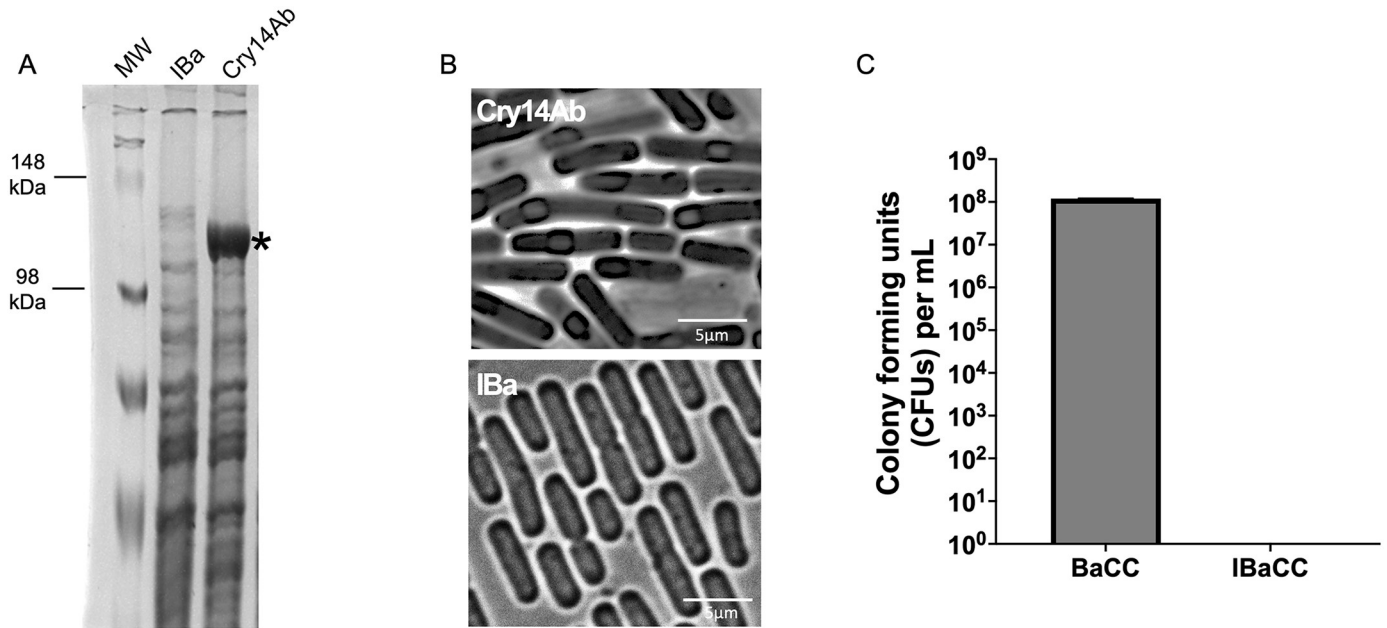 A
MW
IBa
Cry14Ab
148
kDa
98
kDa
*
B
Cry14Ab
5µm
IBa
5µm
C
Colony forming units
(CFUs) per mL
10⁹
10⁸
10⁷
10⁶
10⁵
10⁴
10³
10²
10¹
10⁰
BaCC
IBaCC